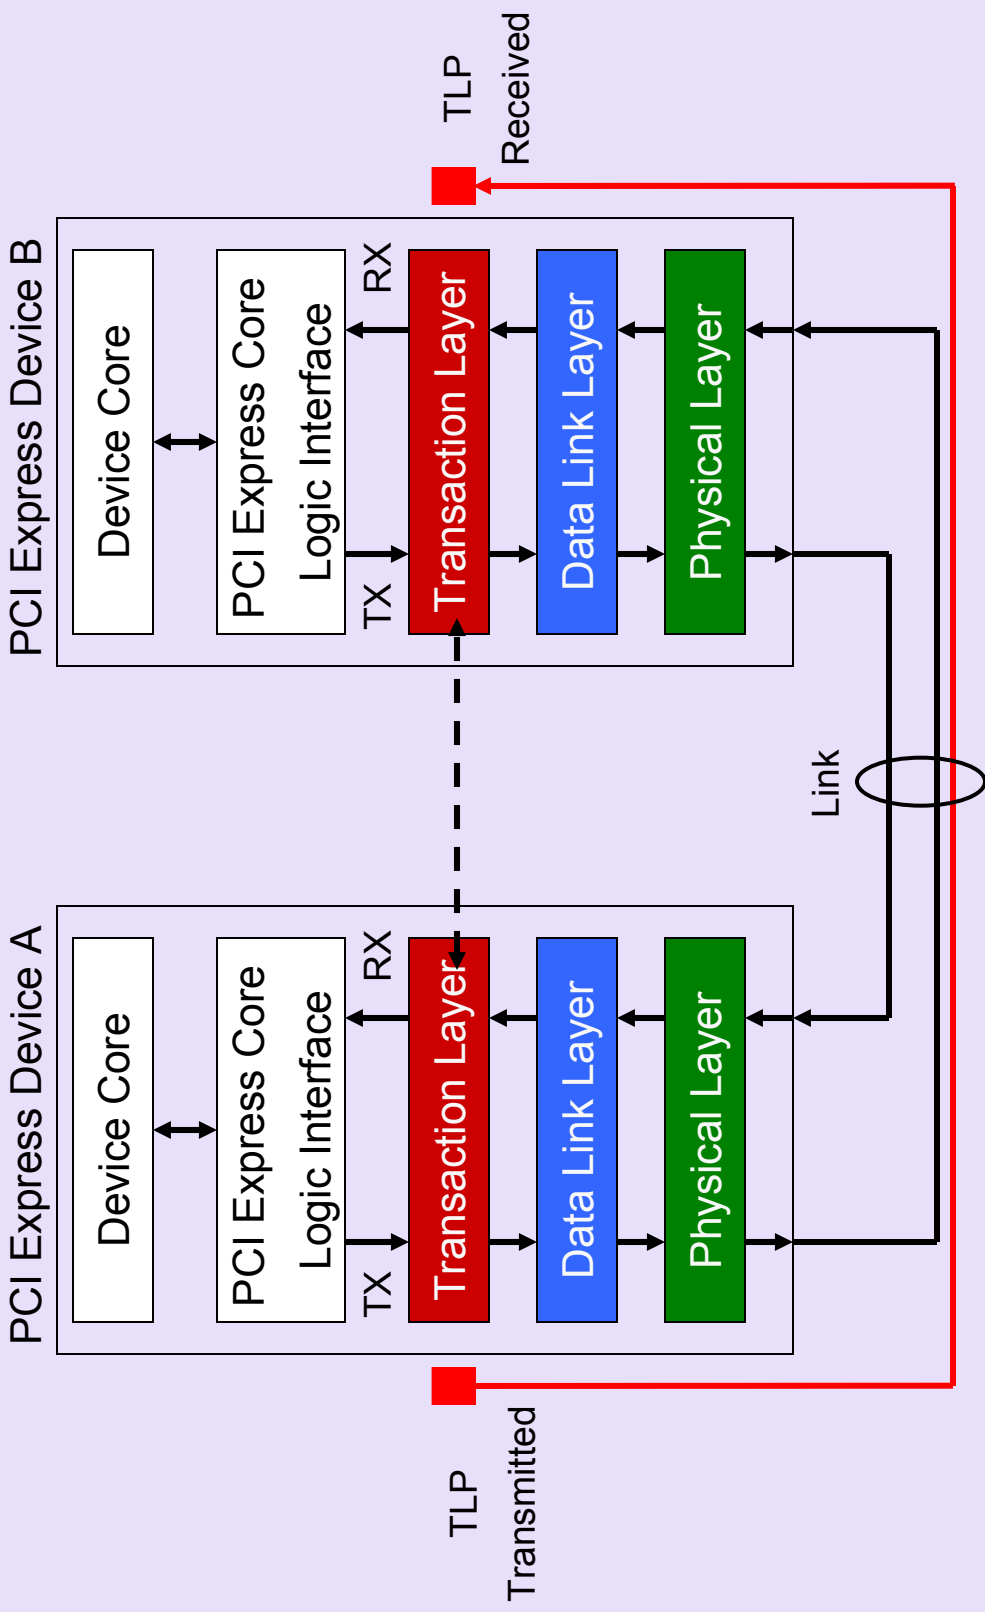 PCI Express Device A
Device Core
PCI Express Core
Logic Interface
TX
RX
Transaction Layer
Data Link Layer
Physical Layer
TLP
Transmitted
Link
PCI Express Device B
Device Core
PCI Express Core
Logic Interface
TX
RX
Transaction Layer
Data Link Layer
Physical Layer
TLP
Received